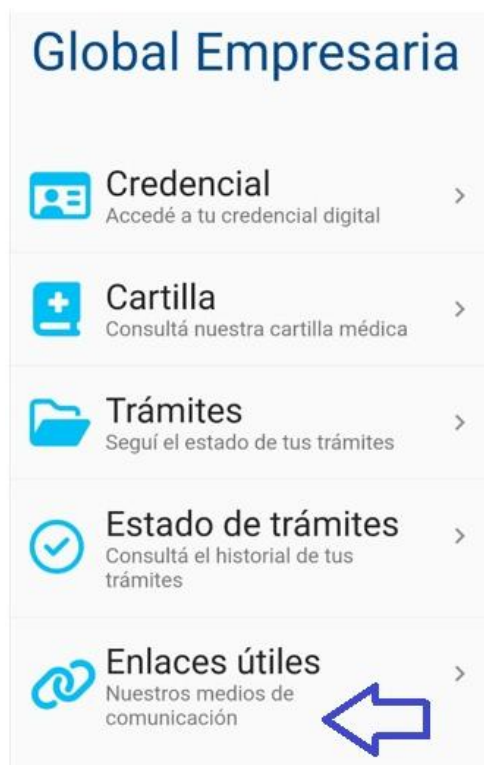 Global Empresaria
Credencial
Accedé a tu credencial digital
Cartilla
Consultá nuestra cartilla médica
Trámites
Seguí el estado de tus trámites
Estado de trámites
Consultá el historial de tus
trámites
Enlaces útiles
Nuestros medios de
comunicación